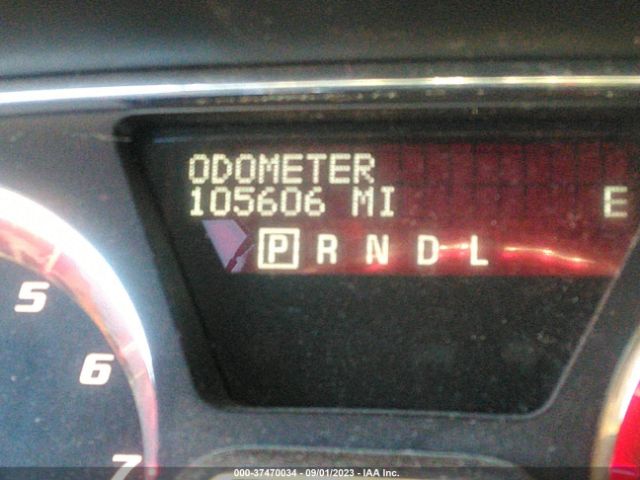 ODOMETER
105606 MI E
P R N D L
5
6
7
000-37470034 - 09/01/2023 - IAA Inc.